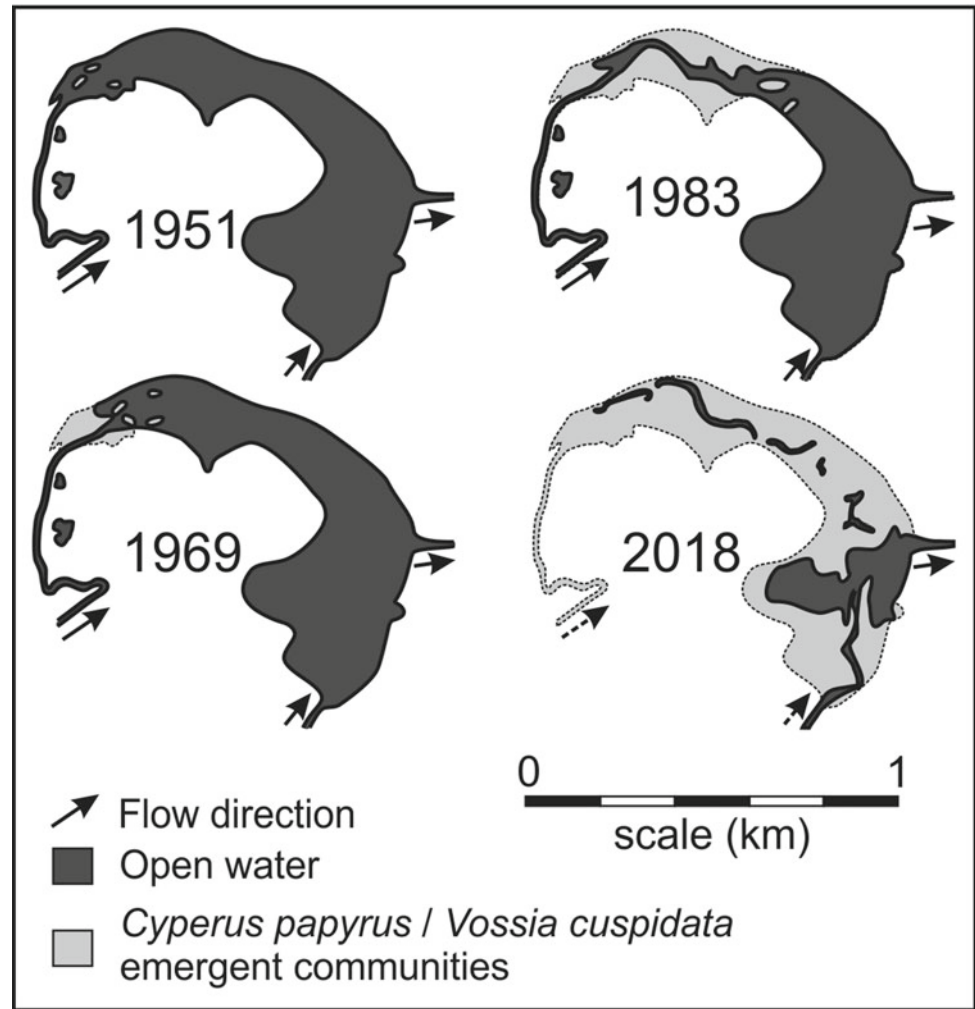 1951
1983
1969
2018
0 1
scale (km)
Flow direction
Open water
Cyperus papyrus / Vossia cuspidata
emergent communities